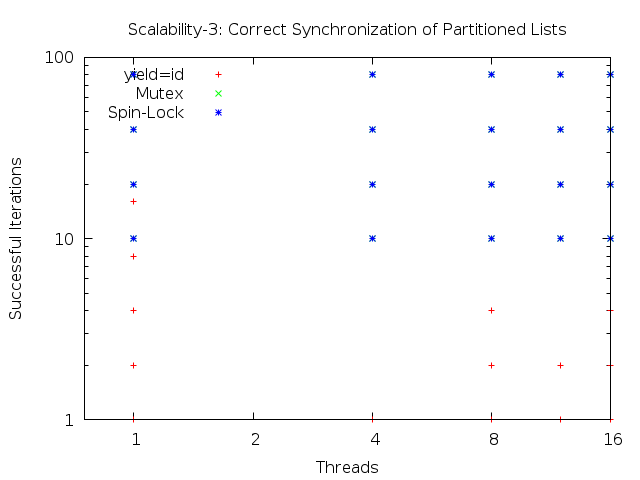 Scalability-3: Correct Synchronization of Partitioned Lists
100
yield=id
Mutex
Spin-Lock
10
1
Successful Iterations
1 2 4 8 16
Threads